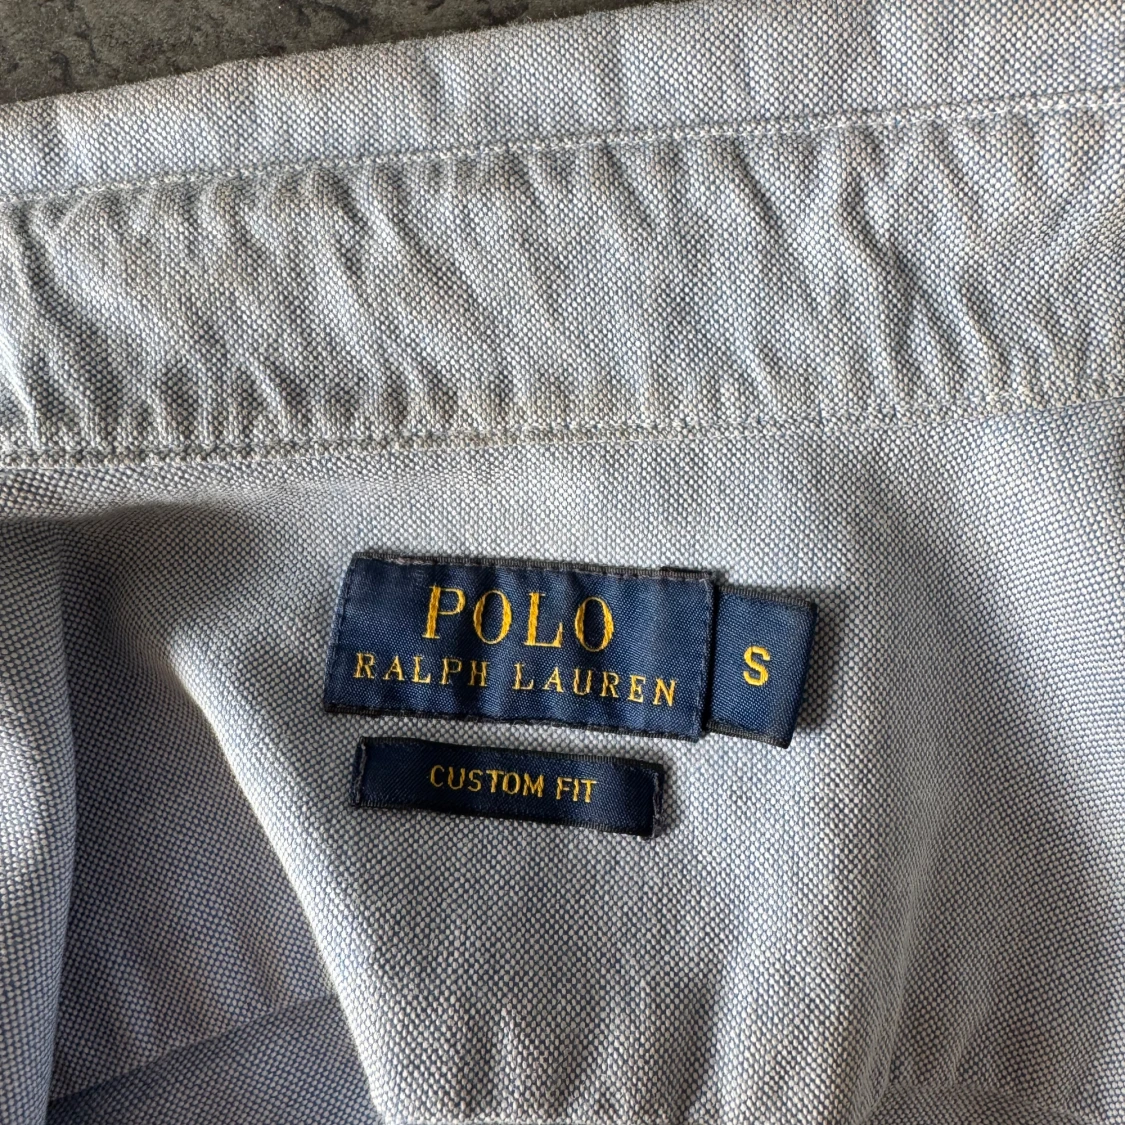 POLO
RALPH LAUREN
S
CUSTOM FIT